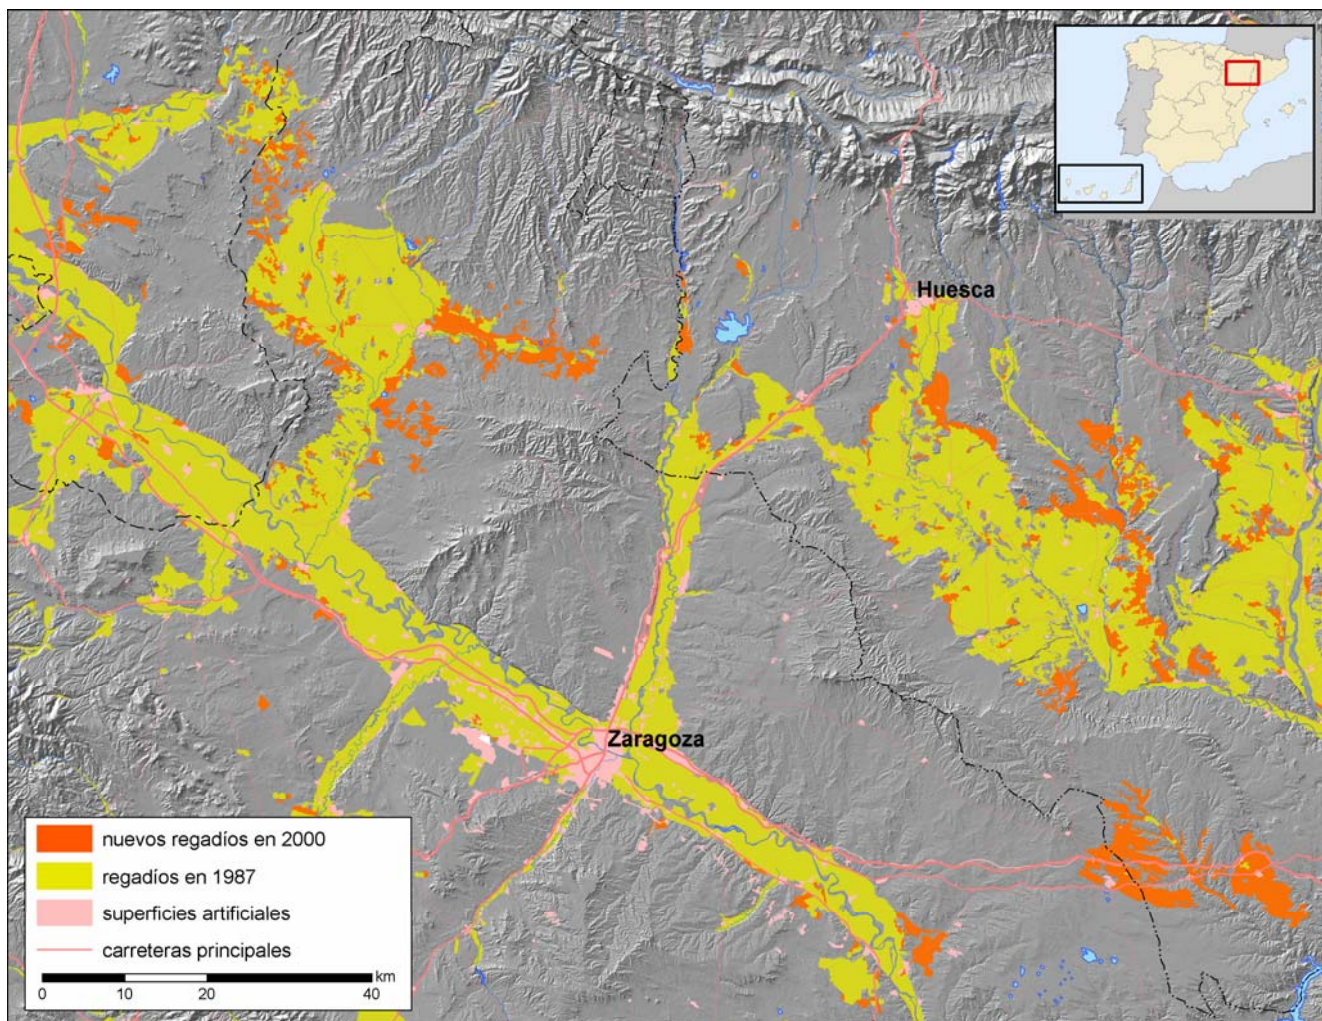 Huesca
Zaragoza
nuevos regadíos en 2000
regadíos en 1987
superficies artificiales
carreteras principales
km
0 10 20 40